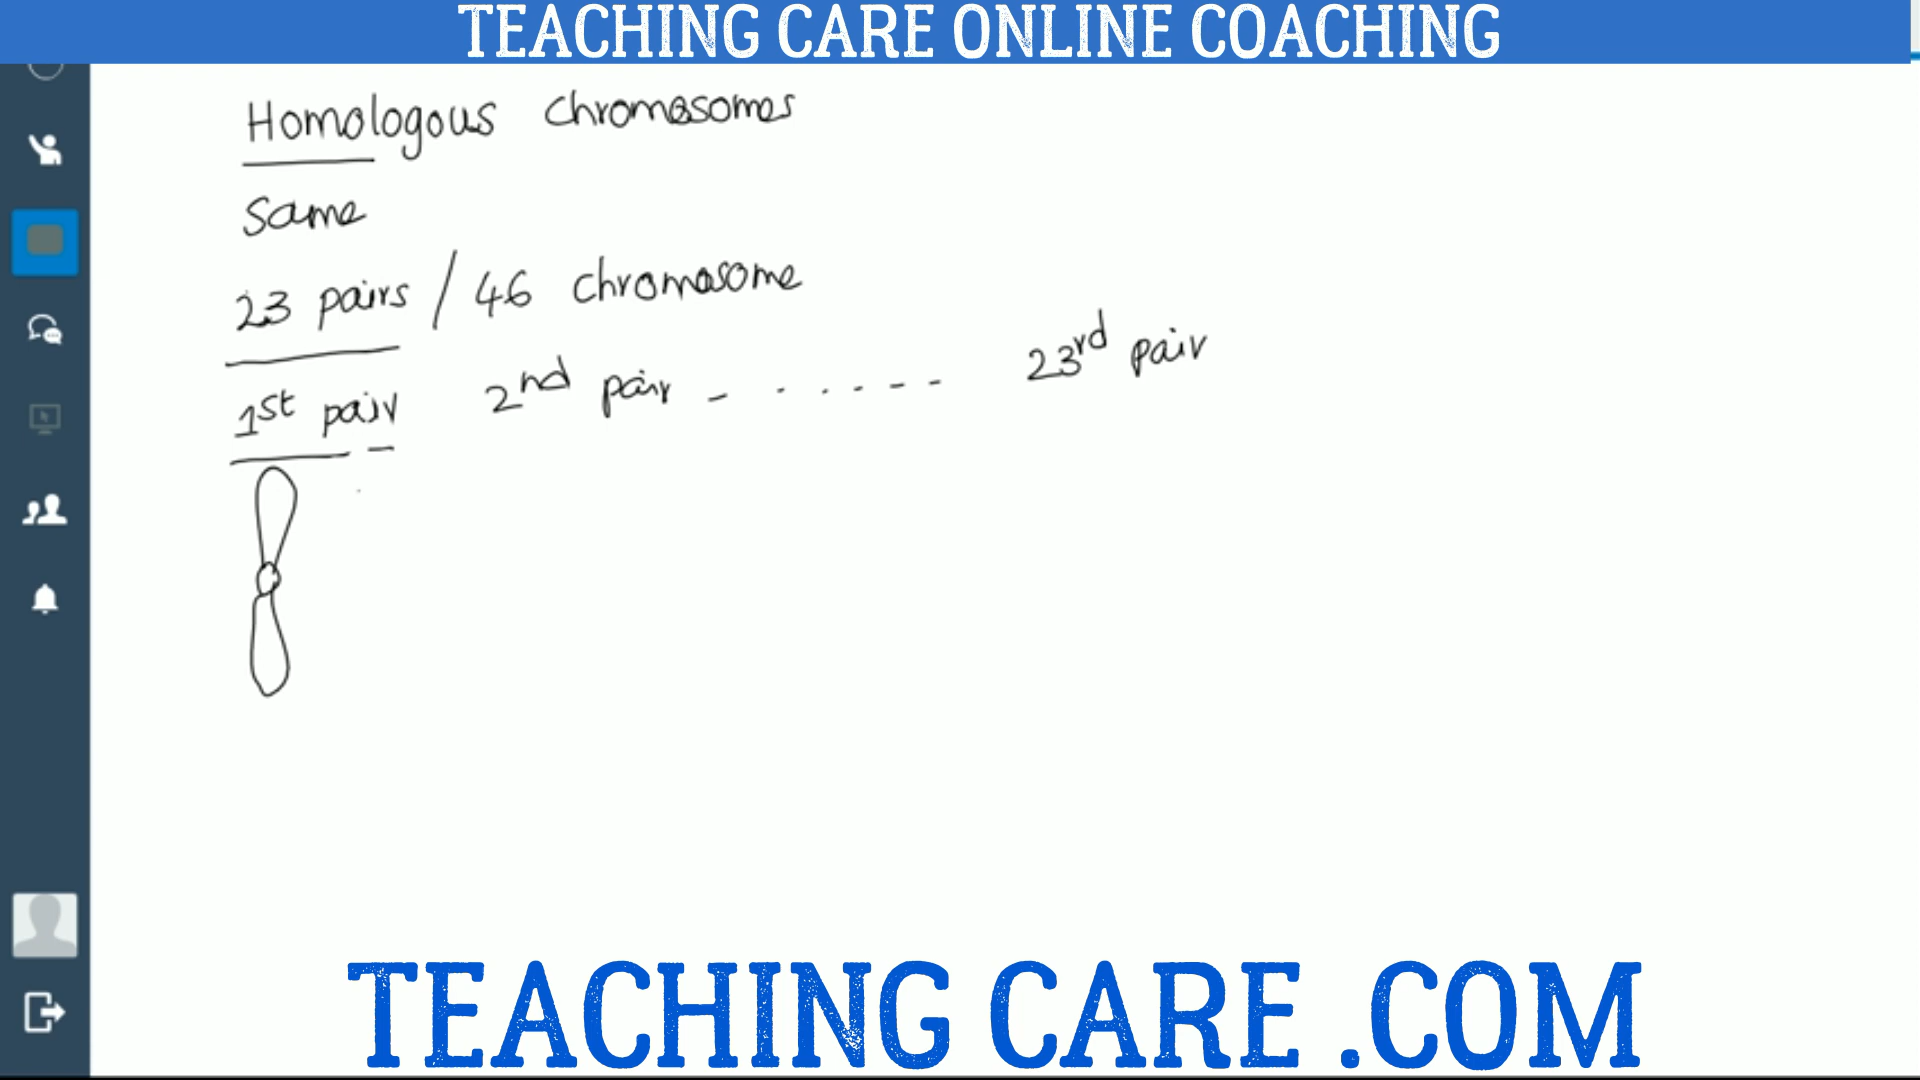 TEACHING CARE ONLINE COACHING
Homologous chromosomes
Same
23 pairs / 46 chromosome
1st pair 2nd pair - . . - - - - 23rd pair
TEACHING CARE .COM